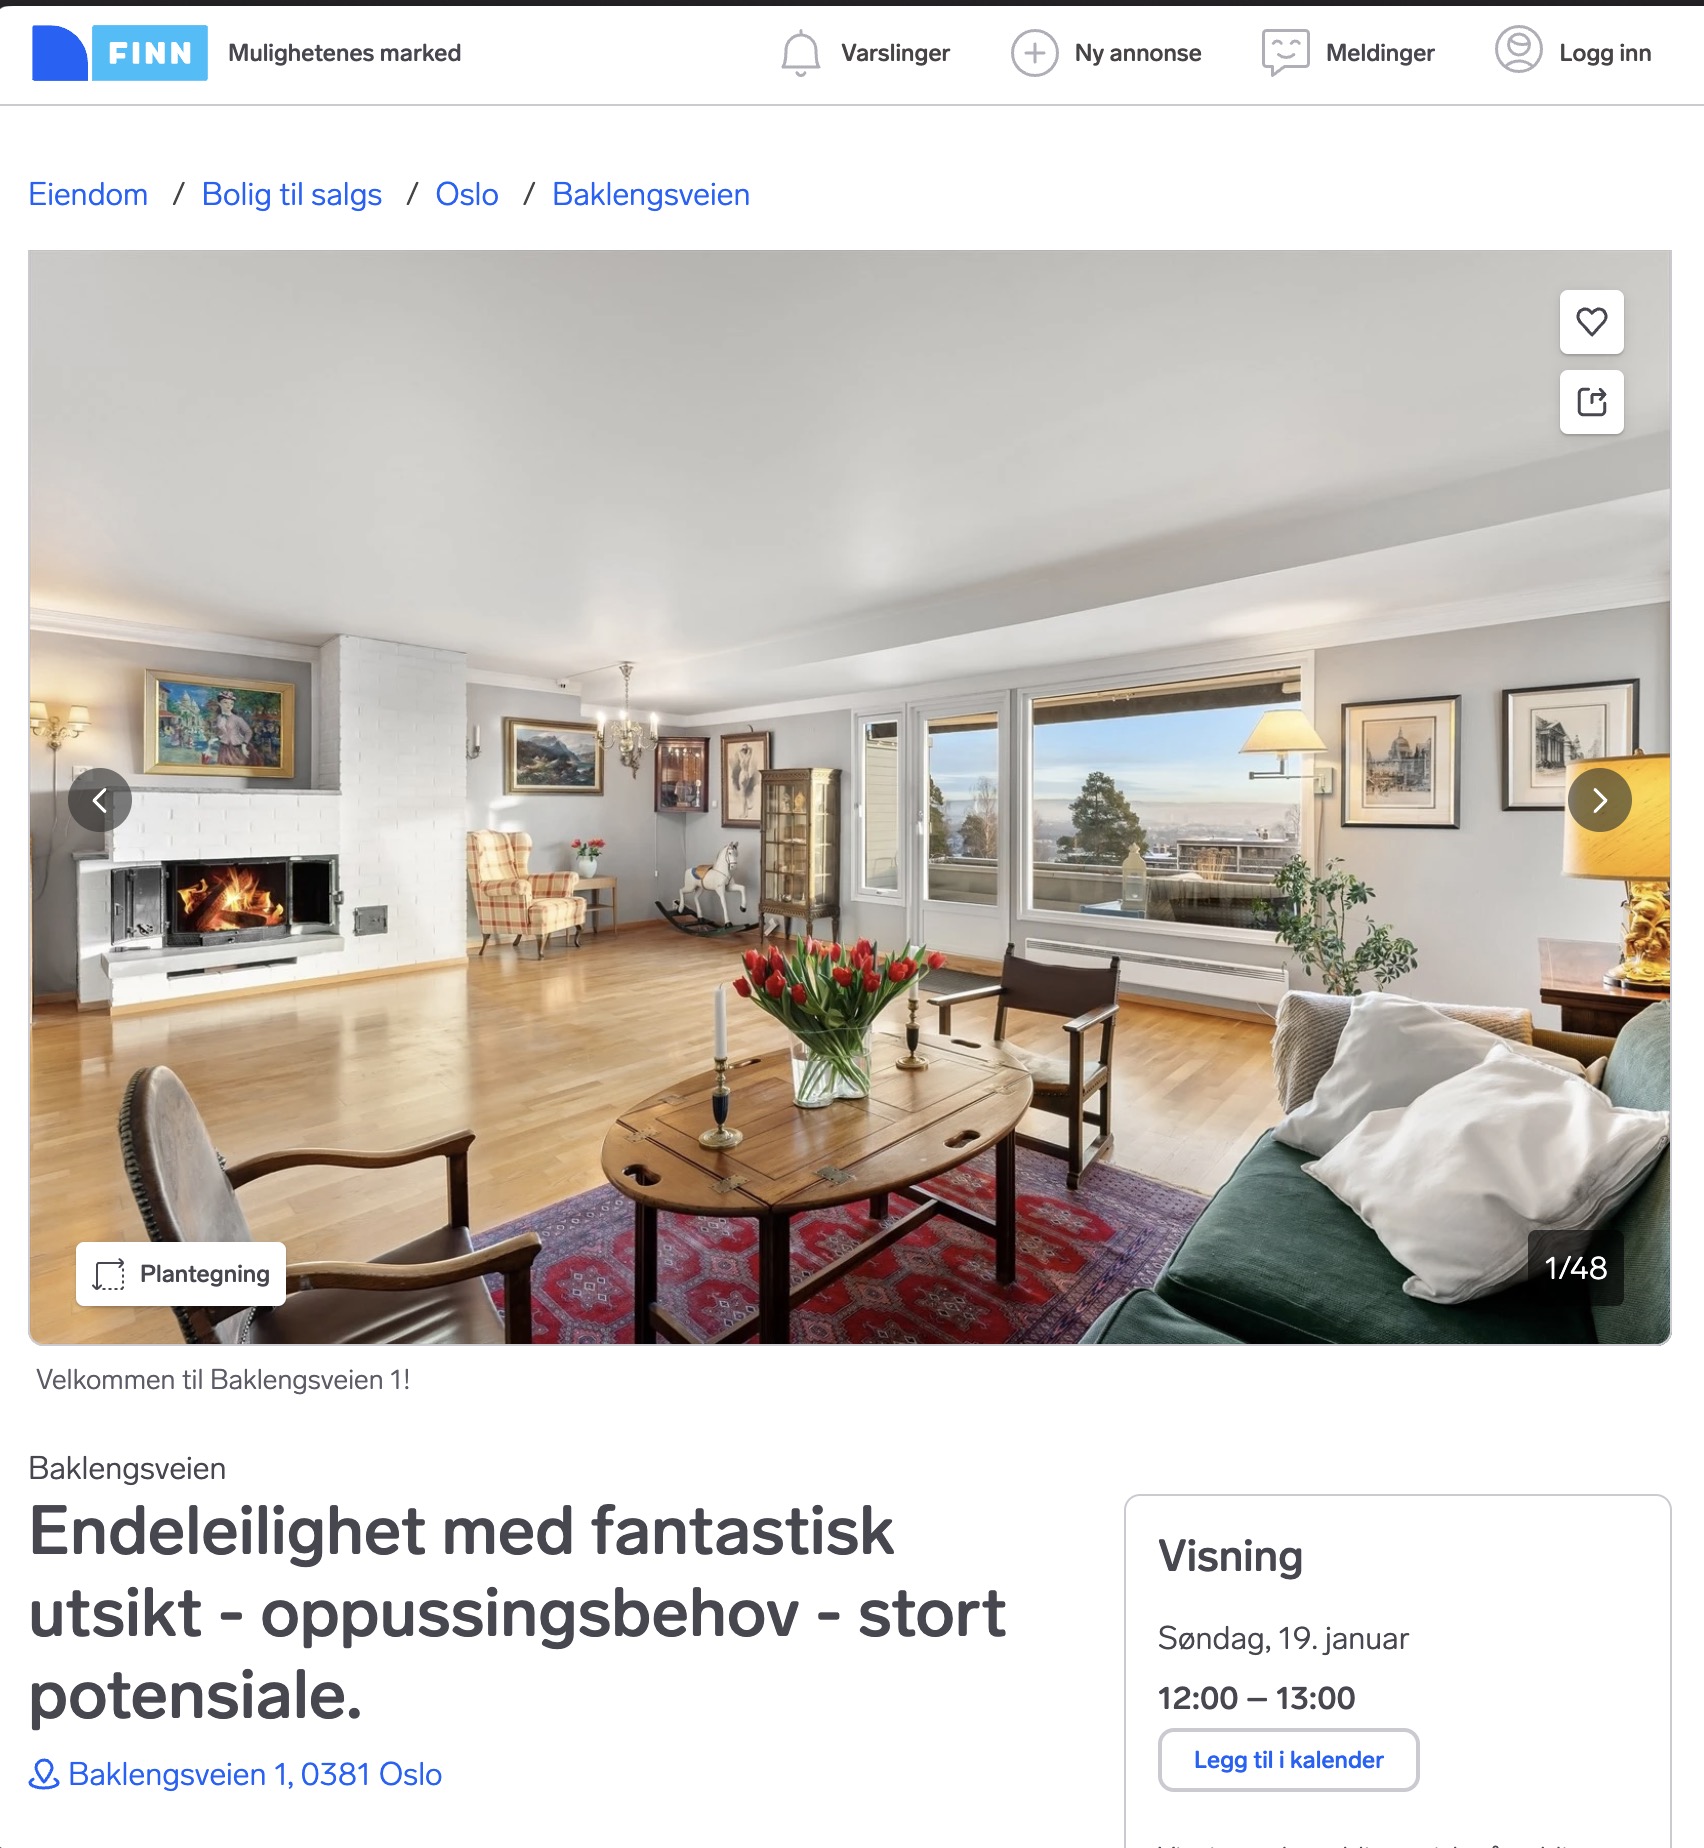 FINN Mulighetenes marked Varslinger Ny annonse Meldinger Logg inn
Eiendom / Bolig til salgs / Oslo / Baklengsveien
Plantegning
1/48
Velkommen til Baklengsveien 1!
Baklengsveien
Endeleilighet med fantastisk
utsikt - oppussingsbehov - stort
potensiale.
Baklengsveien 1, 0381 Oslo
Visning
Søndag, 19. januar
12:00 – 13:00
Legg til i kalender